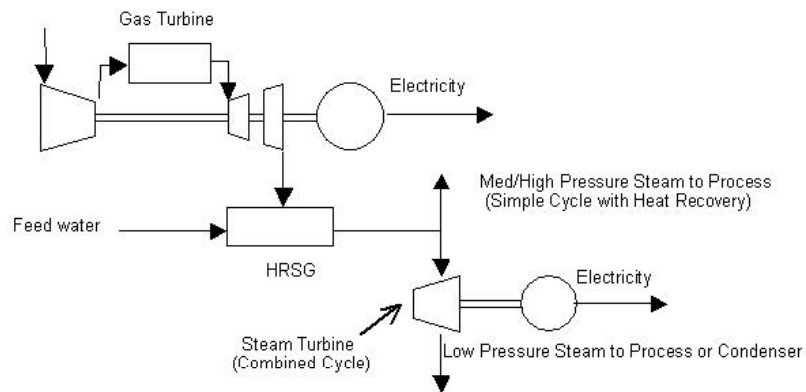 Gas Turbine
Electricity
Med/High Pressure Steam to Process
(Simple Cycle with Heat Recovery)
Feed water
HRSG
Electricity
Steam Turbine
(Combined Cycle)
Low Pressure Steam to Process or Condenser